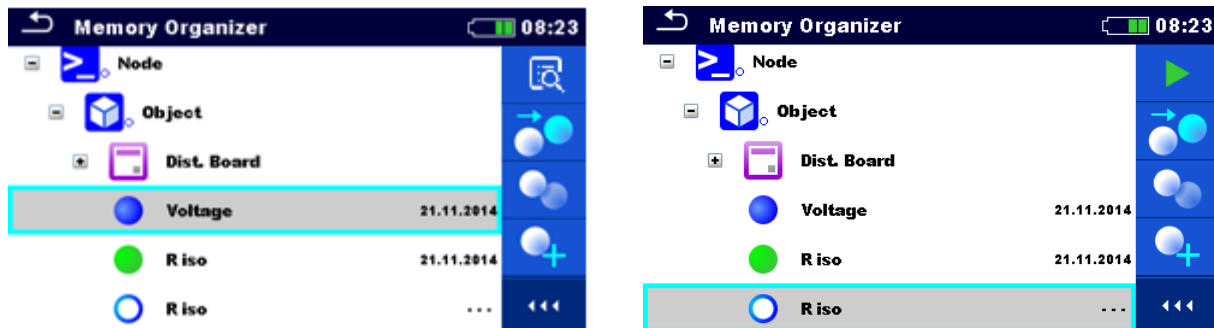 Memory Organizer 08:23
Node
Object
Dist. Board
Voltage 21.11.2014
R iso 21.11.2014
R iso ---
Memory Organizer 08:23
Node
Object
Dist. Board
Voltage 21.11.2014
R iso 21.11.2014
R iso ---